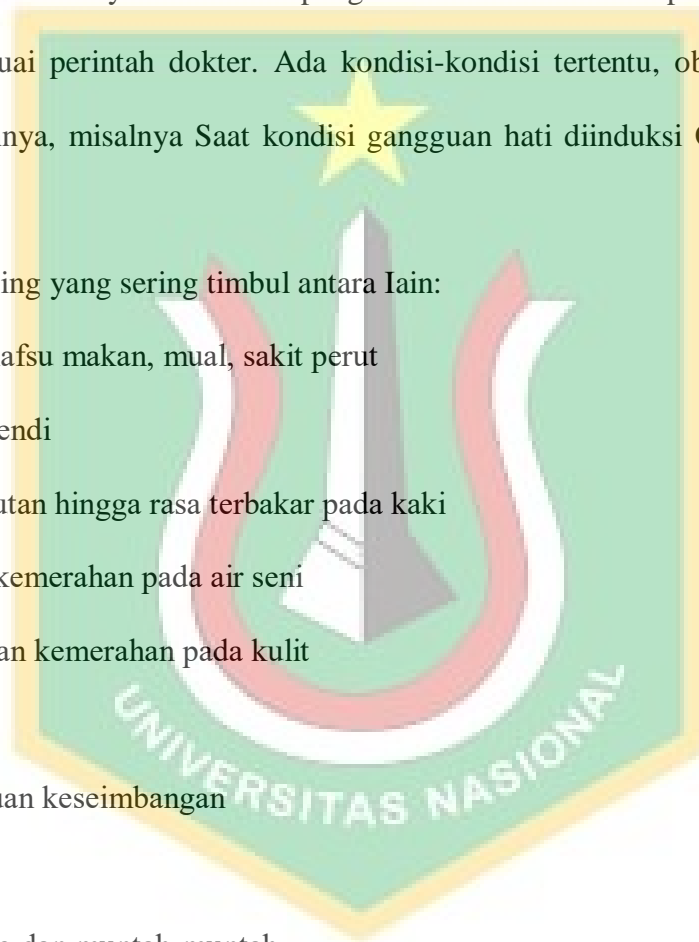 uai perintah dokter. Ada kondisi-kondisi tertentu, ob
nya, misalnya Saat kondisi gangguan hati diinduksi
ing yang sering timbul antara Iain:
afsu makan, mual, sakit perut
endi
utan hingga rasa terbakar pada kaki
kemerahan pada air seni
an kemerahan pada kulit
uan keseimbangan
UNIVERSITAS NASIONAL